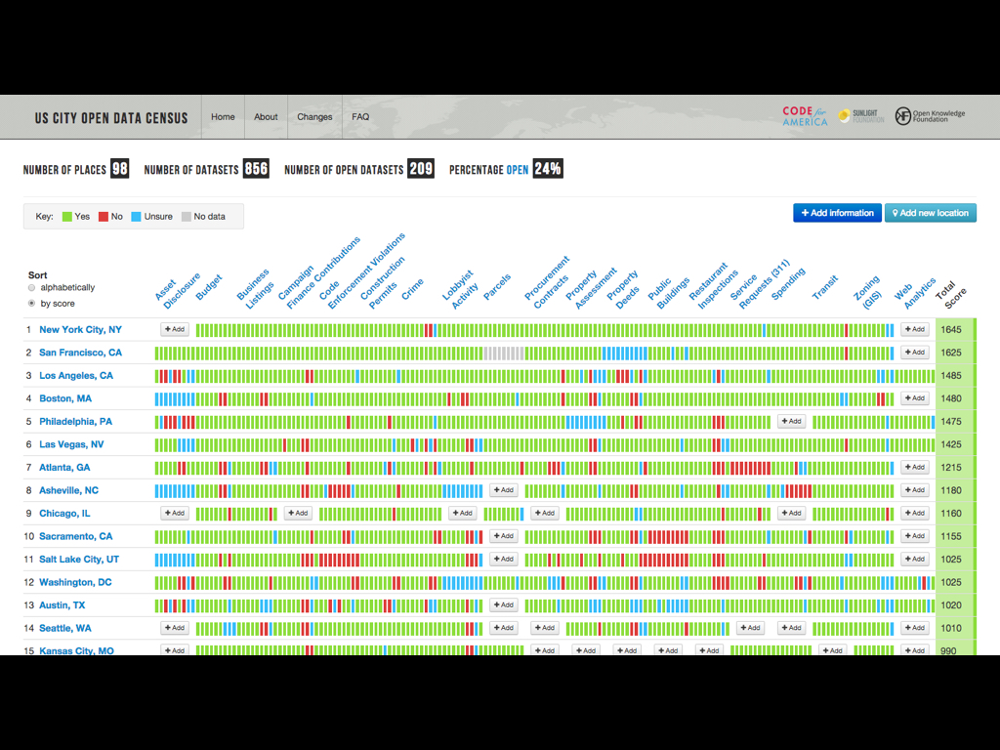 US CITY OPEN DATA CENSUS
Home
About
Changes
FAQ
CODE for
AMERICA
SUNLIGHT
FOUNDATION
Open Knowledge
Foundation
NUMBER OF PLACES 98
NUMBER OF DATASETS 856
NUMBER OF OPEN DATASETS 209
PERCENTAGE OPEN 24%
Key: Yes No Unsure No data
+ Add information
Add new location
Sort
alphabetically
by score
Asset
Disclosure
Budget
Business
Listings
Campaign
Finance Contributions
Code
Enforcement Violations
Construction
Permits
Crime
Lobbyist
Activity
Parcels
Procurement
Contracts
Property
Assessment
Property
Deeds
Public
Buildings
Restaurant
Inspections
Service
Requests (311)
Spending
Transit
Zoning
(GIS)
Web
Analytics
Total
Score
1 New York City, NY + Add + Add 1645
2 San Francisco, CA + Add 1625
3 Los Angeles, CA 1485
4 Boston, MA + Add 1480
5 Philadelphia, PA + Add 1475
6 Las Vegas, NV 1425
7 Atlanta, GA + Add 1215
8 Asheville, NC + Add + Add 1180
9 Chicago, IL + Add + Add + Add + Add + Add + Add 1160
10 Sacramento, CA + Add + Add 1155
11 Salt Lake City, UT + Add + Add 1025
12 Washington, DC 1025
13 Austin, TX + Add 1020
14 Seattle, WA + Add + Add + Add + Add + Add + Add 1010
15 Kansas City, MO + Add + Add + Add + Add + Add + Add + Add + Add 990